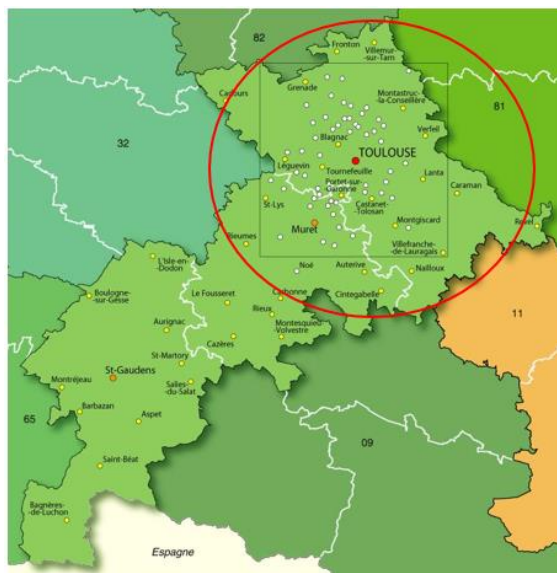 82
Fronton
Villemur-
-sur-Tarn
Grenade
Cadours
Montastruc-
-la-Conseillère
81
32
Verfeil
Blagnac
TOULOUSE
Léguevin
Tournefeuille
Lanta
Portet-sur-
-Garonne
Caraman
St-Lys
Castanet-
-Tolosan
Muret
Montgiscard
Revel
Rieumes
Villefranche-
-de-Lauragais
L'Isle-en-
-Dodon
Noé
Auterive
Nailloux
Boulogne-
-sur-Gesse
Le Fousseret
Carbonne
Cintegabelle
Rieux
11
Aurignac
Montesquieu-
-Volvestre
Cazères
St-Martory
St-Gaudens
Montréjeau
Salies-
-du-Salat
Barbazan
Aspet
65
09
Saint-Béat
Bagnères-
-de-Luchon
Espagne